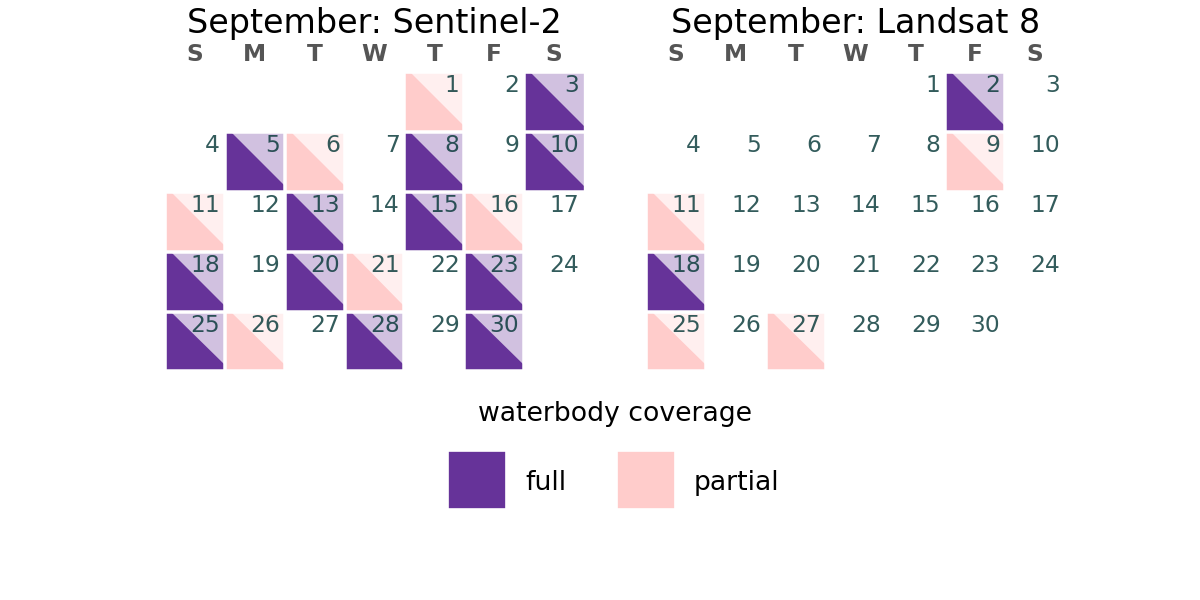 September: Sentinel-2
S M T W T F S
1 2 3
4 5 6 7 8 9 10
11 12 13 14 15 16 17
18 19 20 21 22 23 24
25 26 27 28 29 30
September: Landsat 8
S M T W T F S
1 2 3
4 5 6 7 8 9 10
11 12 13 14 15 16 17
18 19 20 21 22 23 24
25 26 27 28 29 30
waterbody coverage
full partial